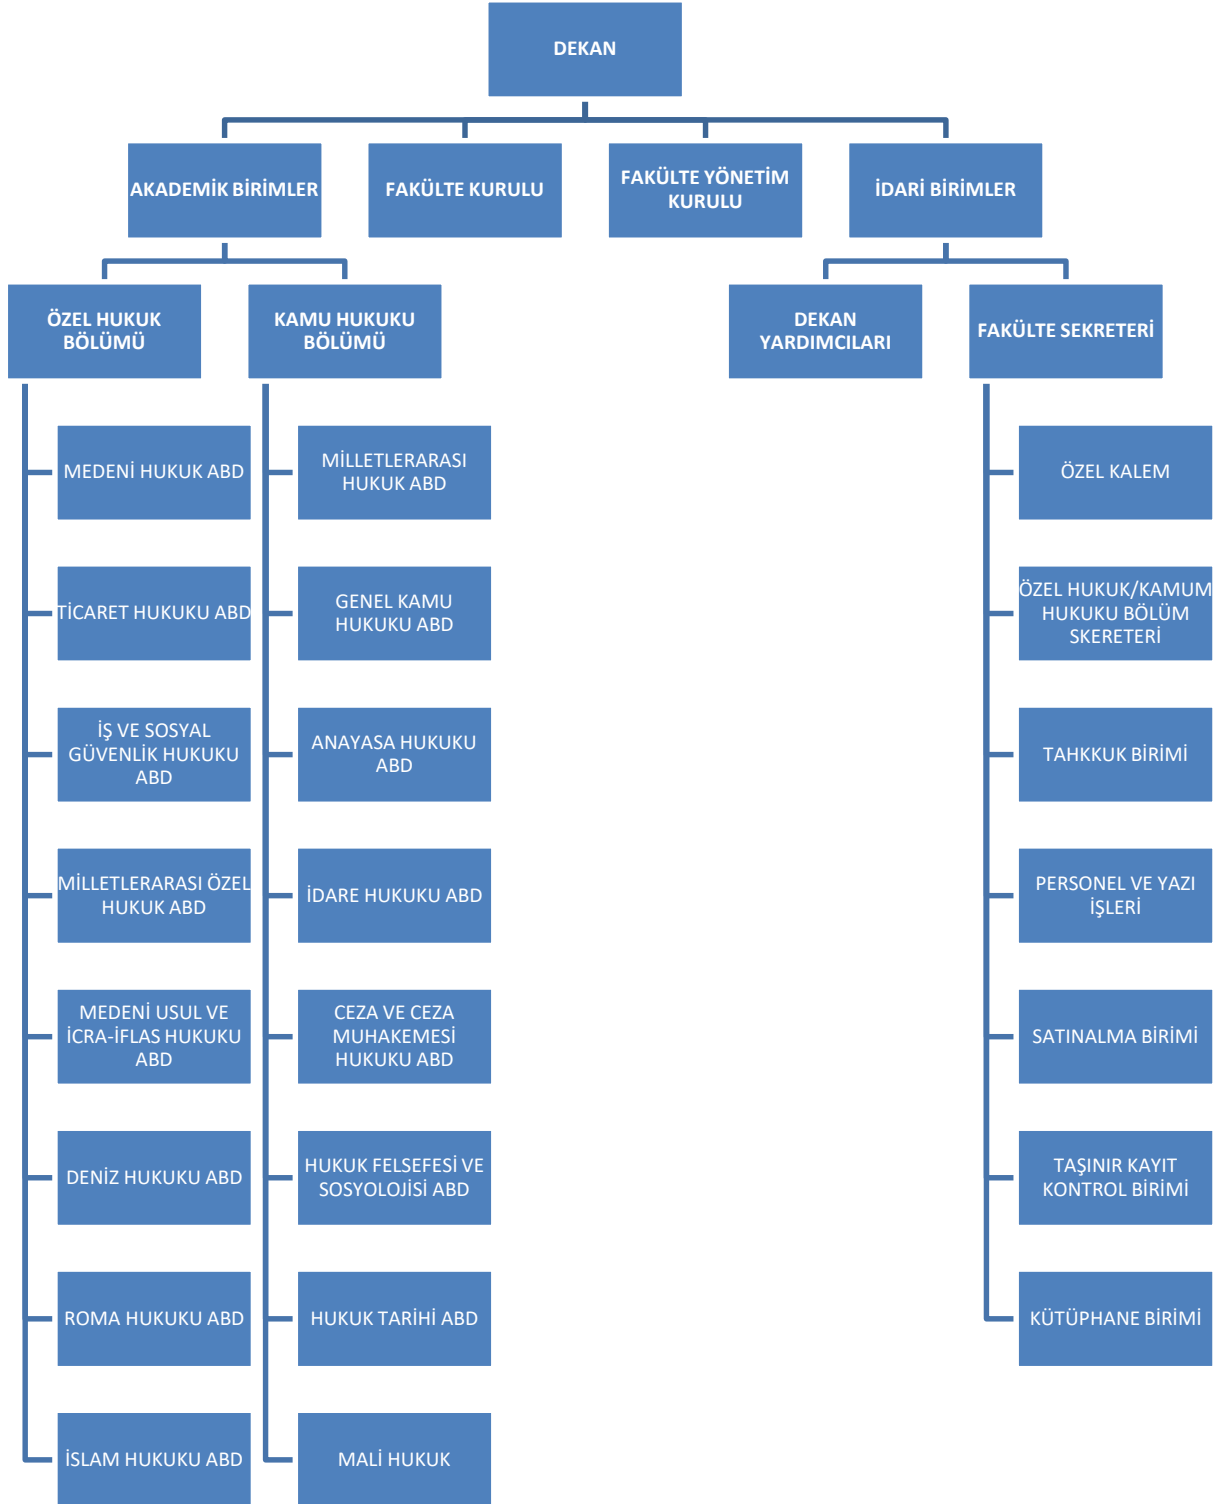 DEKAN
AKADEMİK BİRİMLER
FAKÜLTE KURULU
FAKÜLTE YÖNETİM
KURULU
İDARİ BİRİMLER
ÖZEL HUKUK
BÖLÜMÜ
KAMU HUKUKU
BÖLÜMÜ
DEKAN
YARDIMCILARI
FAKÜLTE SEKRETERİ
MEDENİ HUKUK ABD
TİCARET HUKUKU ABD
İŞ VE SOSYAL
GÜVENLİK HUKUKU
ABD
MİLLETLERARASI ÖZEL
HUKUK ABD
MEDENİ USUL VE
İCRA-İFLAS HUKUKU
ABD
DENİZ HUKUKU ABD
ROMA HUKUKU ABD
İSLAM HUKUKU ABD
MİLLETLERARASI
HUKUK ABD
GENEL KAMU
HUKUKU ABD
ANAYASA HUKUKU
ABD
İDARE HUKUKU ABD
CEZA VE CEZA
MUHAKEMESİ
HUKUKU ABD
HUKUK FELSEFESİ VE
SOSYOLOJİSİ ABD
HUKUK TARİHİ ABD
MALİ HUKUK
ÖZEL KALEM
ÖZEL HUKUK/KAMUM
HUKUKU BÖLÜM
SKERETERİ
TAHKKUK BİRİMİ
PERSONEL VE YAZI
İŞLERİ
SATINALMA BİRİMİ
TAŞINIR KAYIT
KONTROL BİRİMİ
KÜTÜPHANE BİRİMİ